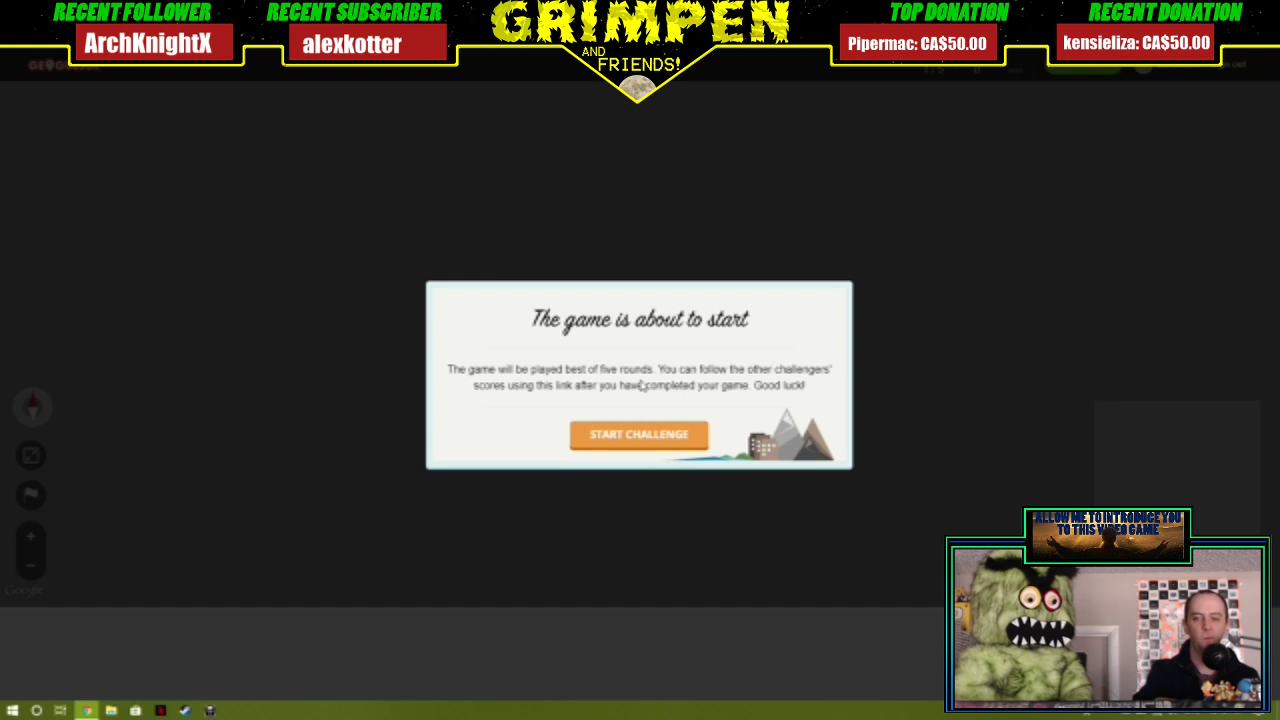 RECENT FOLLOWER
ArchKnightX
RECENT SUBSCRIBER
alexkotter
GRIMPEN
AND
FRIENDS!
TOP DONATION
Pipermac: CA$50.00
RECENT DONATION
kensieliza: CA$50.00
The game is about to start
The game will be played best of five rounds. You can follow the other challengers'
scores using this link after you have completed your game. Good luck!
START CHALLENGE
Google
ALLOW ME TO INTRODUCE YOU
TO THIS VIDEO GAME